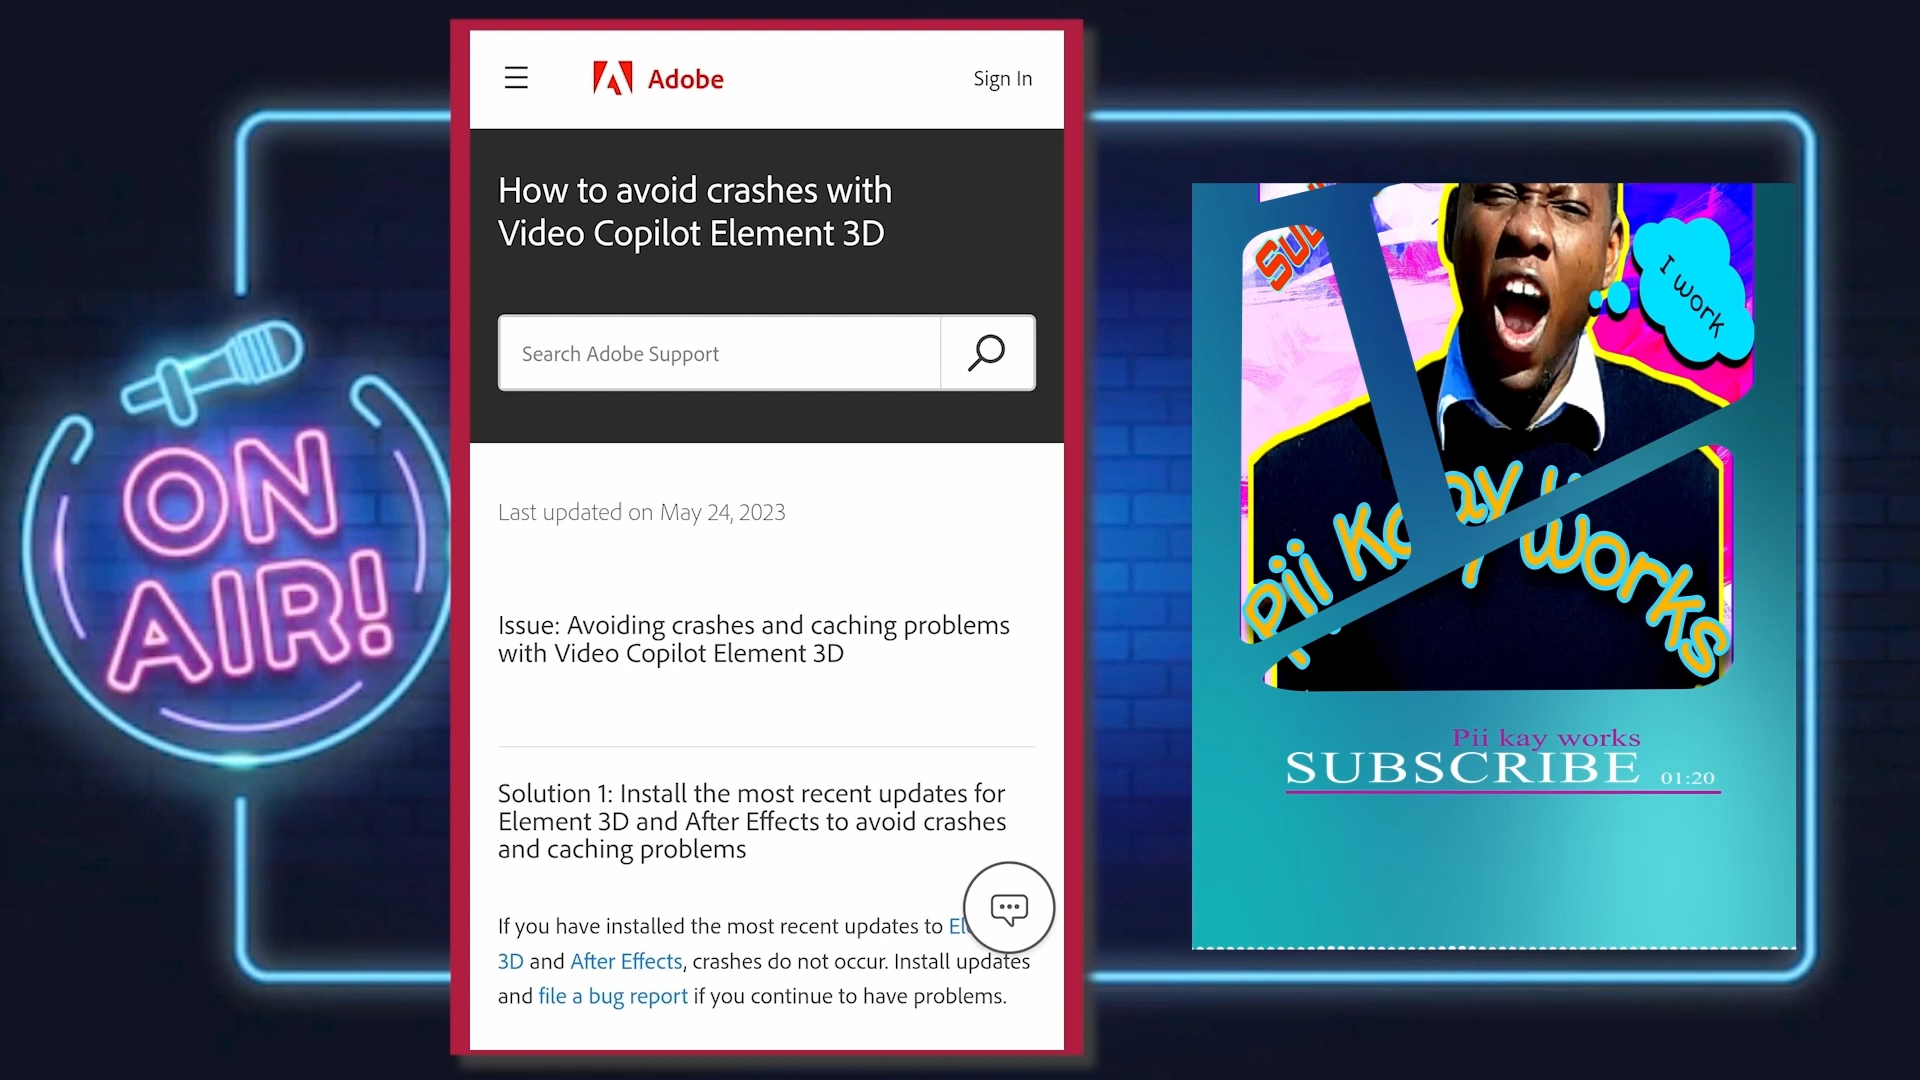 ON
AIR!
Adobe
Sign In
How to avoid crashes with
Video Copilot Element 3D
Search Adobe Support
Last updated on May 24, 2023
Issue: Avoiding crashes and caching problems
with Video Copilot Element 3D
Solution 1: Install the most recent updates for
Element 3D and After Effects to avoid crashes
and caching problems
If you have installed the most recent updates to
3D and After Effects, crashes do not occur. Install updates
and file a bug report if you continue to have problems.
I work
Pii Kay Works
Pii kay works
SUBSCRIBE 01:20